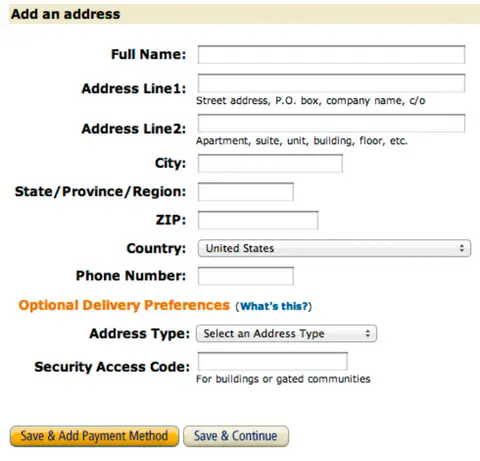 Add an address
Full Name:
Address Line1:
Street address, P.O. box, company name, c/o
Address Line2:
Apartment, suite, unit, building, floor, etc.
City:
State/Province/Region:
ZIP:
Country: United States
Phone Number:
Optional Delivery Preferences (What's this?)
Address Type: Select an Address Type
Security Access Code:
For buildings or gated communities
Save & Add Payment Method Save & Continue